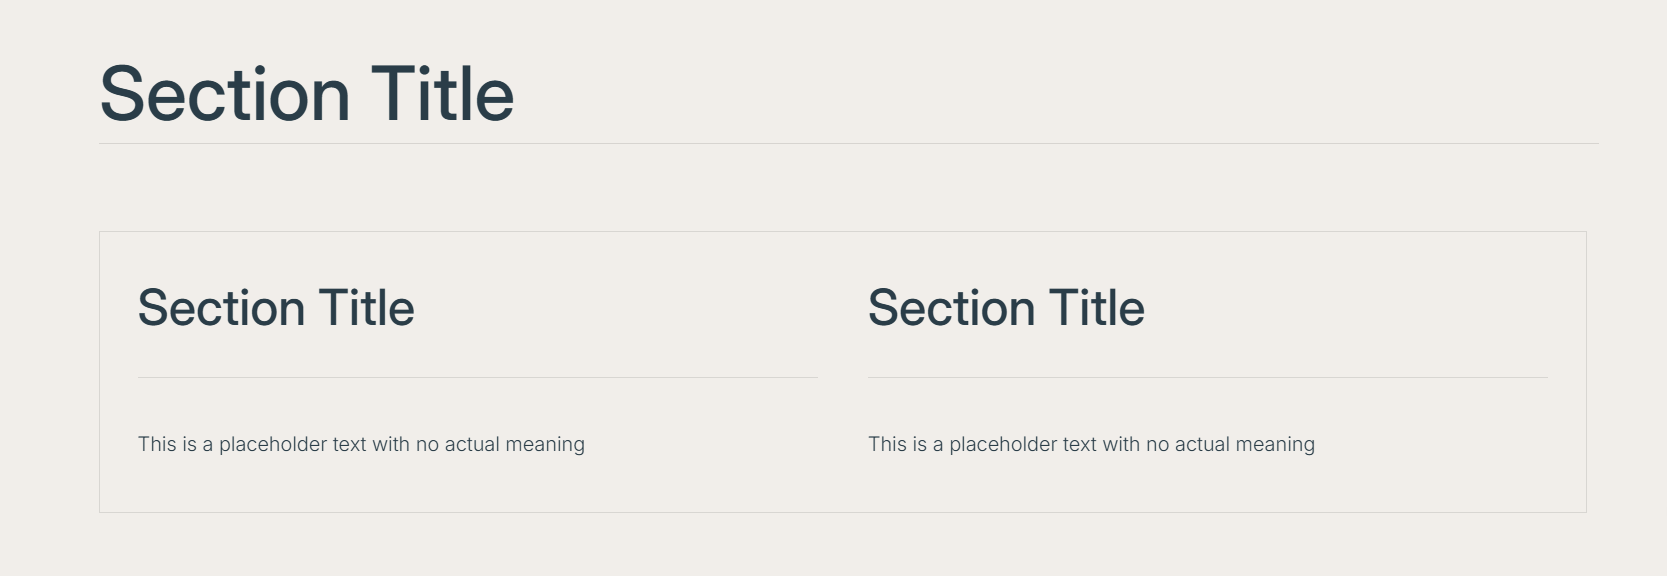 Section Title
Section Title
Section Title
This is a placeholder text with no actual meaning
This is a placeholder text with no actual meaning